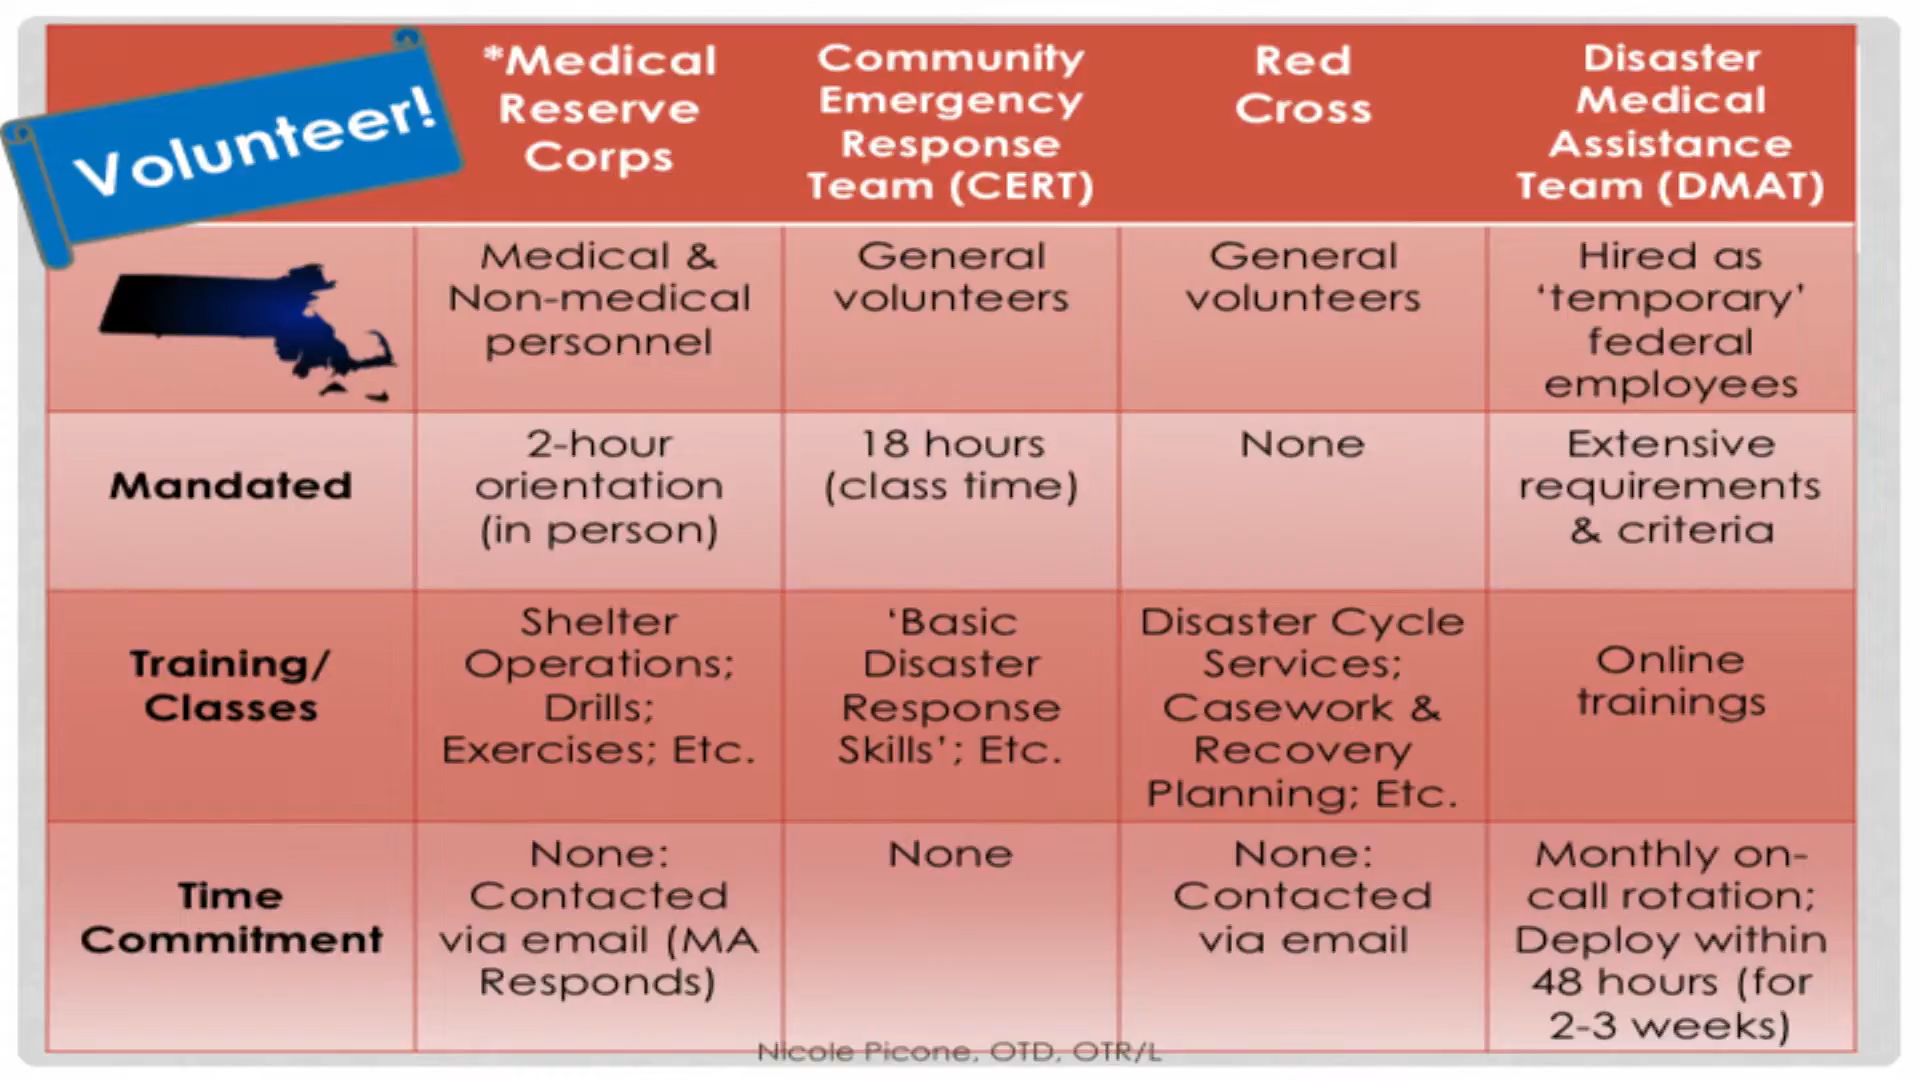 Volunteer!
*Medical
Reserve
Corps
Community
Emergency
Response
Team (CERT)
Red
Cross
Disaster
Medical
Assistance
Team (DMAT)
Medical &
Non-medical
personnel
General
volunteers
General
volunteers
Hired as
‘temporary’
federal
employees
Mandated
2-hour
orientation
(in person)
18 hours
(class time)
None
Extensive
requirements
& criteria
Training/
Classes
Shelter
Operations;
Drills;
Exercises; Etc.
‘Basic
Disaster
Response
Skills’; Etc.
Disaster Cycle
Services;
Casework &
Recovery
Planning; Etc.
Online
trainings
Time
Commitment
None:
Contacted
via email (MA
Responds)
None
None:
Contacted
via email
Monthly on-
call rotation;
Deploy within
48 hours (for
2-3 weeks)
Nicole Picone, OTD, OTR/L